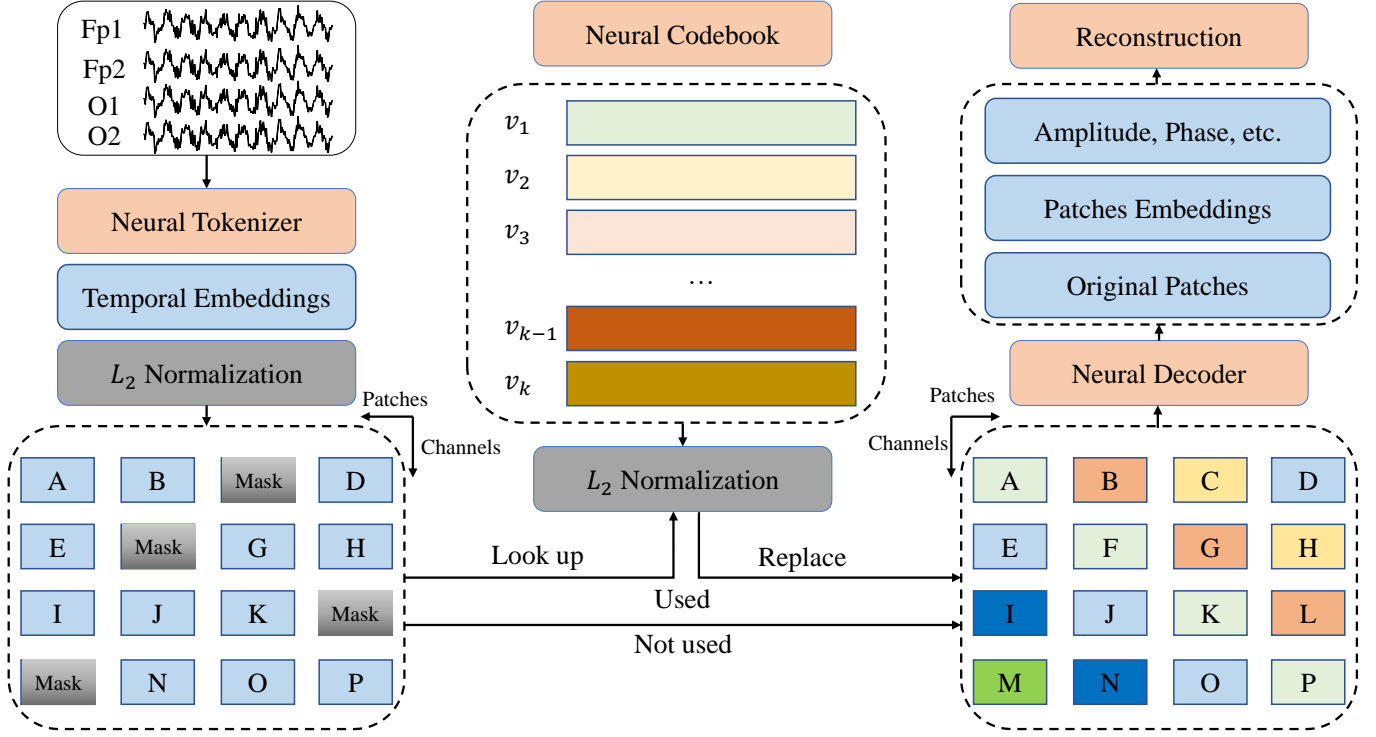 Fp1
Fp2
O1
O2
Neural Tokenizer
Temporal Embeddings
L₂ Normalization
Patches
Channels
A B Mask D
E Mask G H
I J K Mask
Mask N O P
Neural Codebook
v₁
v₂
v₃
...
vₖ₋₁
vₖ
L₂ Normalization
Look up
Replace
Used
Not used
Reconstruction
Amplitude, Phase, etc.
Patches Embeddings
Original Patches
Neural Decoder
Patches
Channels
A B C D
E F G H
I J K L
M N O P